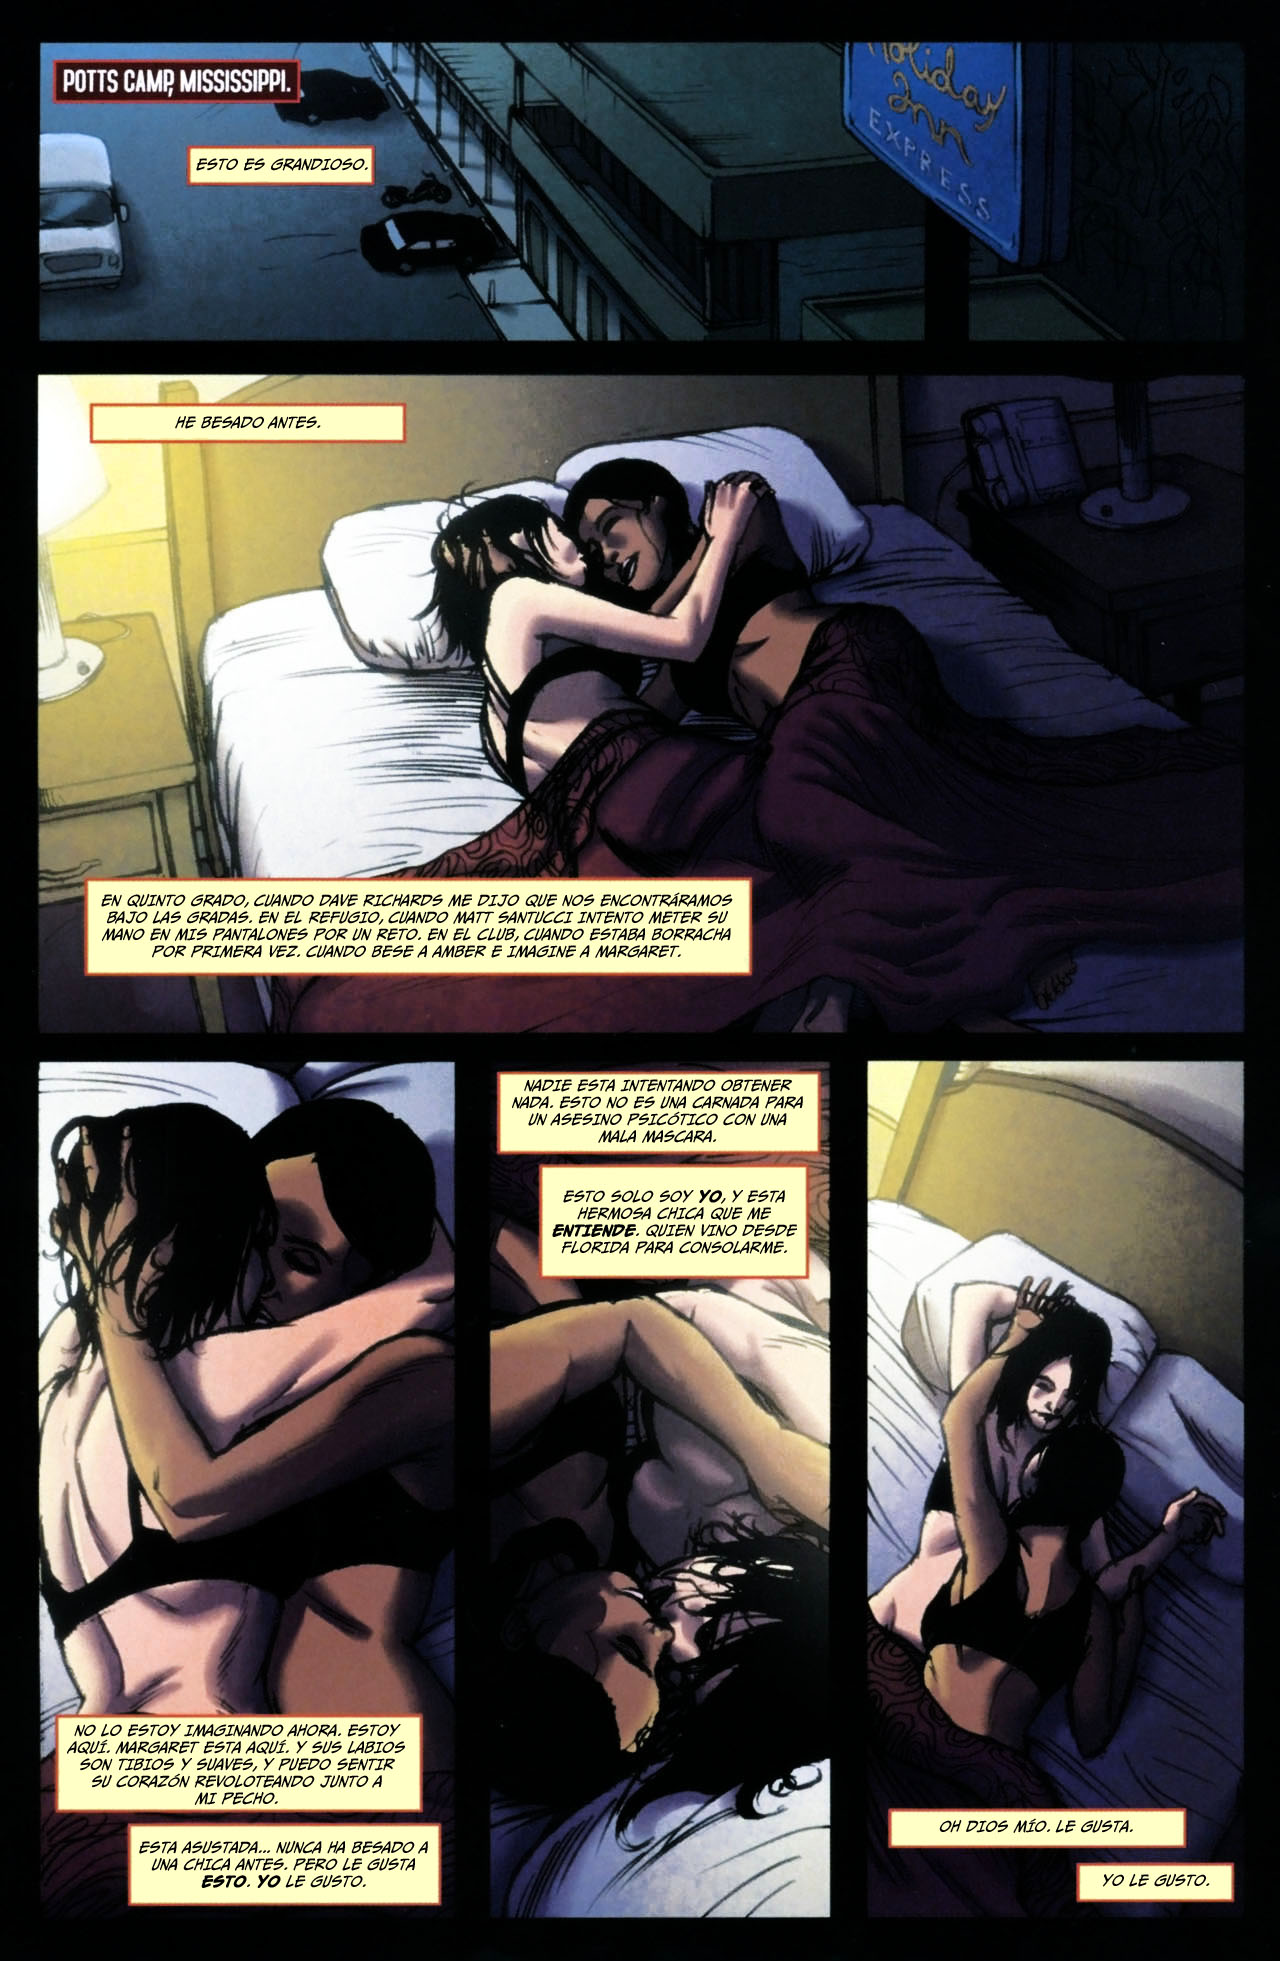 POTTS CAMP, MISSISSIPPI.
ESTO ES GRANDIOSO.
Holiday
Inn
EXPRESS
HE BESADO ANTES.
EN QUINTO GRADO, CUANDO DAVE RICHARDS ME DIJO QUE NOS ENCONTRÁRAMOS
BAJO LAS GRADAS. EN EL REFUGIO, CUANDO MATT SANTUCCI INTENTO METER SU
MANO EN MIS PANTALONES POR UN RETO. EN EL CLUB, CUANDO ESTABA BORRACHA
POR PRIMERA VEZ. CUANDO BESE A AMBER E IMAGINE A MARGARET.
NO LO ESTOY IMAGINANDO AHORA. ESTOY
AQUÍ. MARGARET ESTA AQUÍ. Y SUS LABIOS
SON TIBIOS Y SUAVES, Y PUEDO SENTIR
SU CORAZÓN REVOLOTEANDO JUNTO A
MI PECHO.
ESTA ASUSTADA... NUNCA HA BESADO A
UNA CHICA ANTES. PERO LE GUSTA
ESTO. YO LE GUSTO.
NADIE ESTA INTENTANDO OBTENER
NADA. ESTO NO ES UNA CARNADA PARA
UN ASESINO PSICÓTICO CON UNA
MALA MASCARA.
ESTO SOLO SOY YO, Y ESTA
HERMOSA CHICA QUE ME
ENTIENDE. QUIEN VINO DESDE
FLORIDA PARA CONSOLARME.
OH DIOS MÍO. LE GUSTA.
YO LE GUSTO.